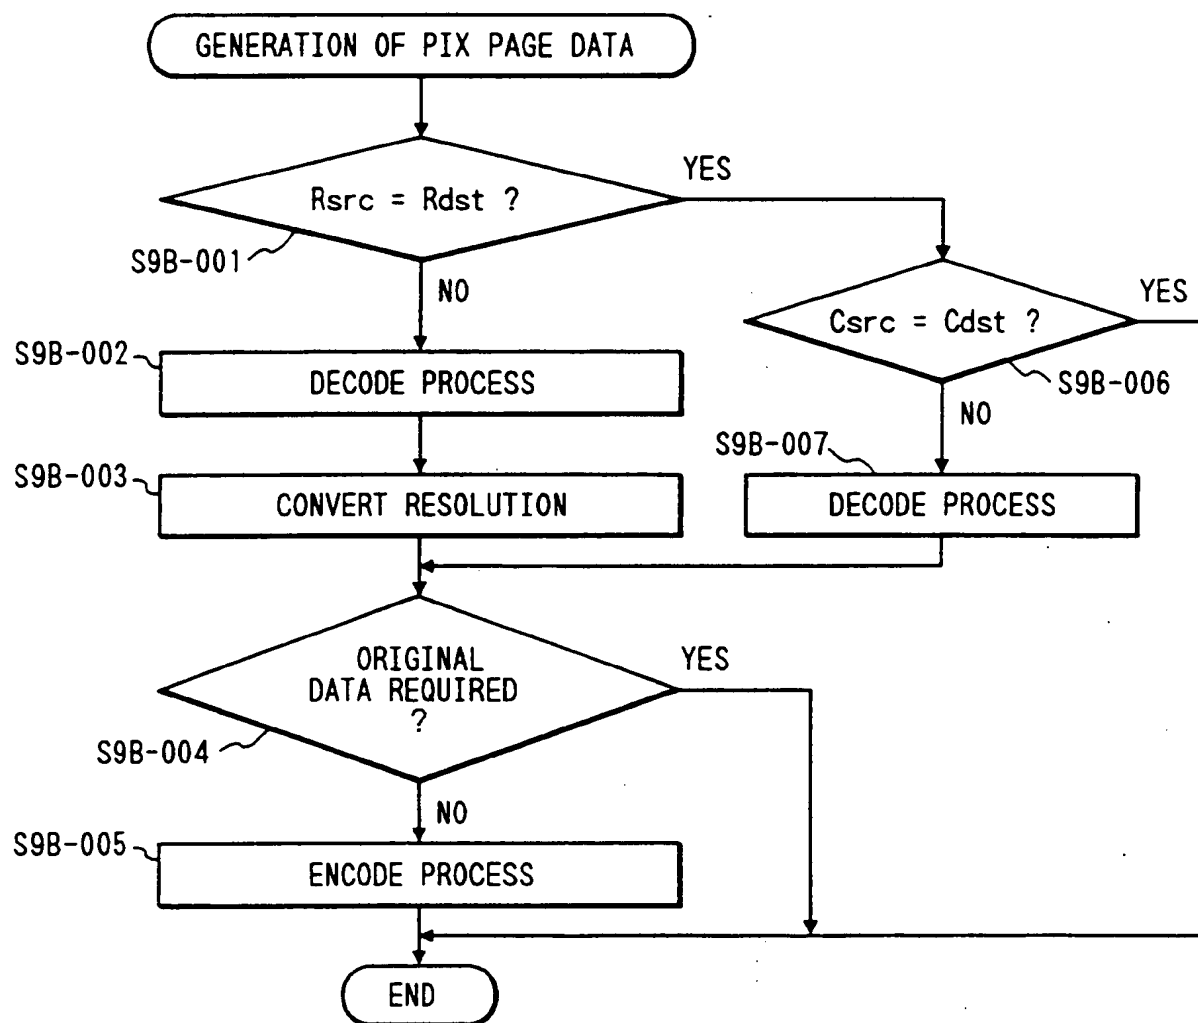 GENERATION OF PIX PAGE DATA
Rsrc = Rdst ?
YES
S9B-001
NO
Csrc = Cdst ?
YES
S9B-006
NO
S9B-002
DECODE PROCESS
S9B-003
CONVERT RESOLUTION
S9B-007
DECODE PROCESS
ORIGINAL
DATA REQUIRED
?
YES
S9B-004
NO
S9B-005
ENCODE PROCESS
END